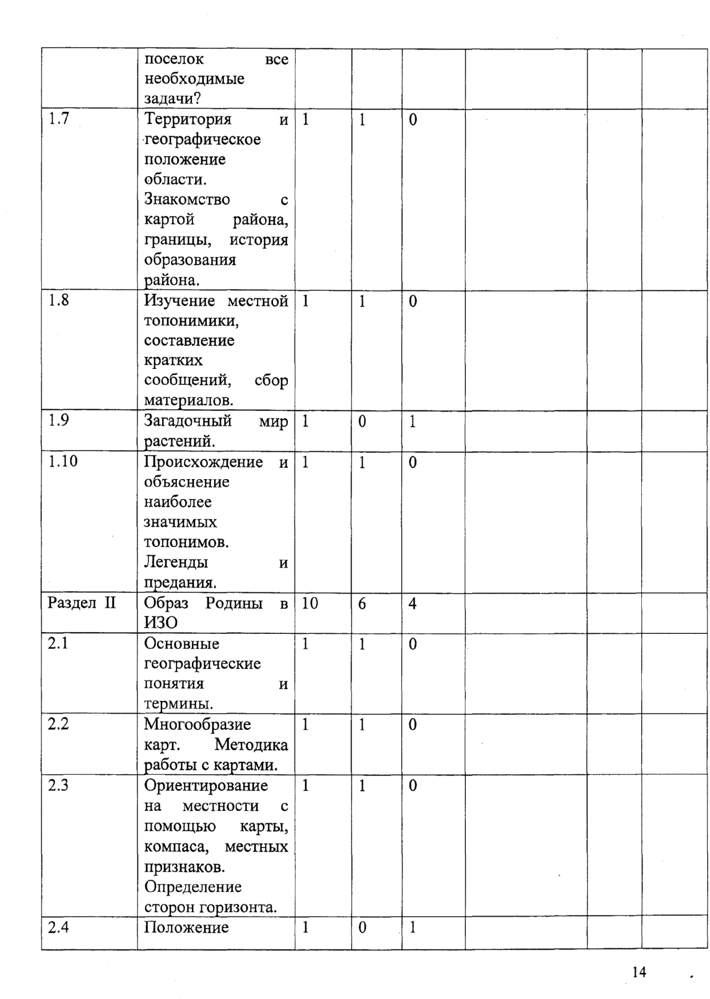 поселок все
необходимые
задачи?
1.7 Территория и 1 1 0
географическое
положение
области.
Знакомство с
картой района,
границы, история
образования
района.
1.8 Изучение местной 1 1 0
топонимики,
составление
кратких
сообщений, сбор
материалов.
1.9 Загадочный мир 1 0 1
растений.
1.10 Происхождение и 1 1 0
объяснение
наиболее
значимых
топонимов.
Легенды и
предания.
Раздел II Образ Родины в 10 6 4
ИЗО
2.1 Основные 1 1 0
географические
понятия и
термины.
2.2 Многообразие 1 1 0
карт. Методика
работы с картами.
2.3 Ориентирование 1 1 0
на местности с
помощью карты,
компаса, местных
признаков.
Определение
сторон горизонта.
2.4 Положение 1 0 1
14